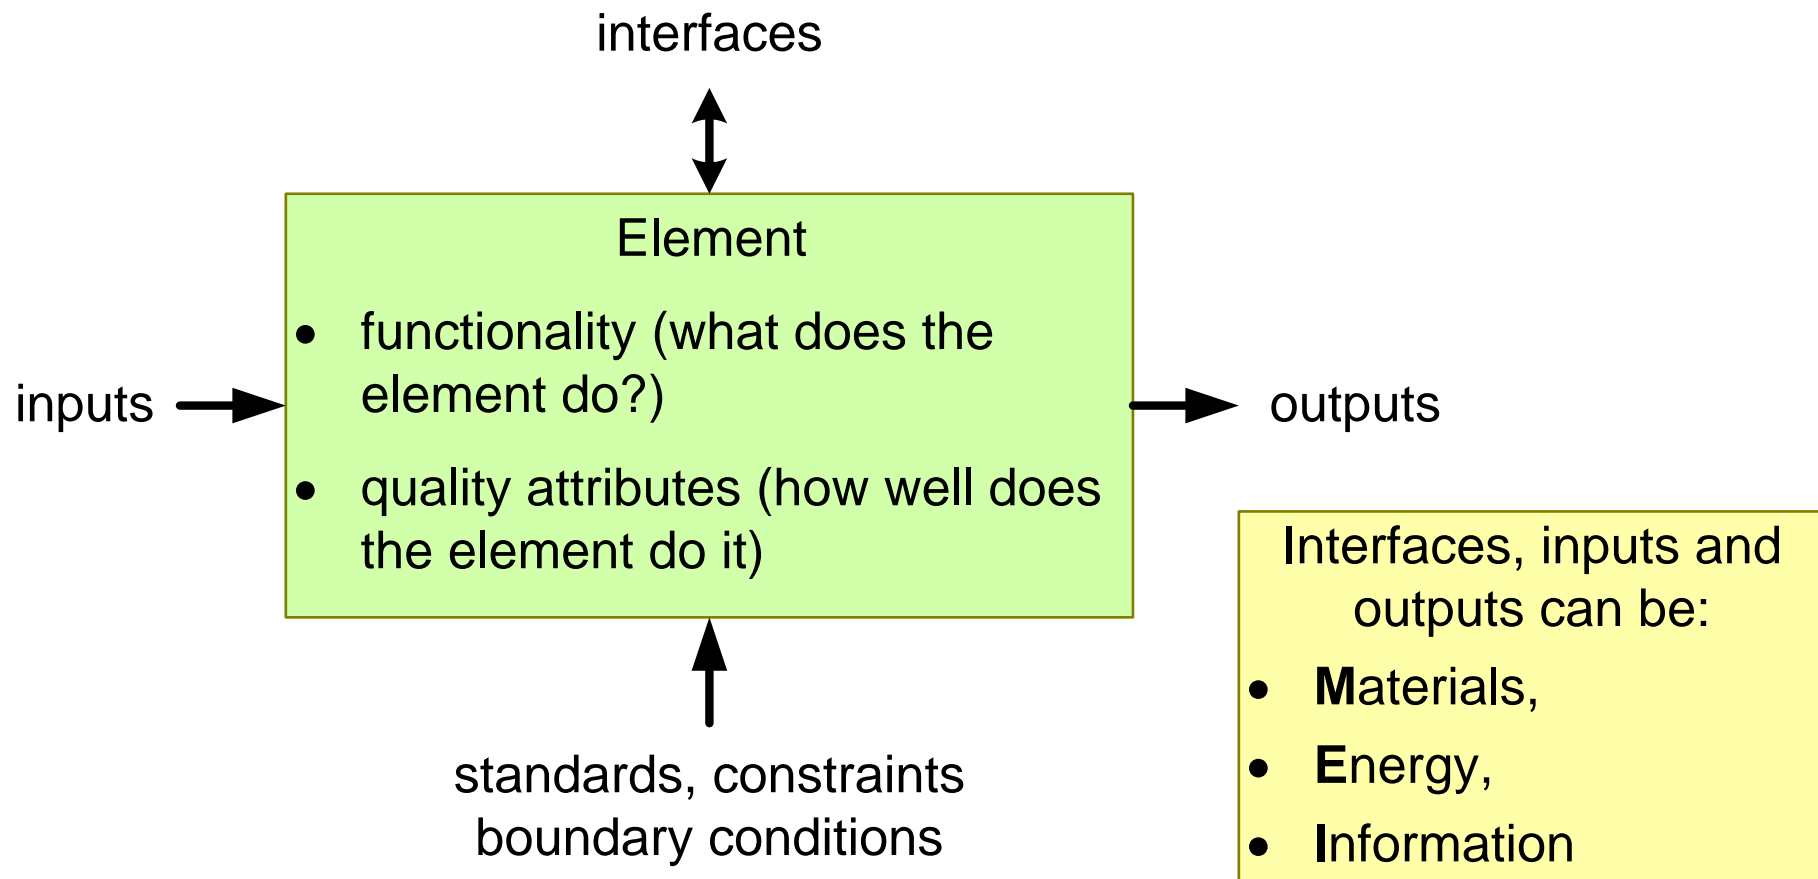 interfaces
Element
• functionality (what does the
element do?)
• quality attributes (how well does
the element do it)
inputs
outputs
standards, constraints
boundary conditions
Interfaces, inputs and
outputs can be:
• Materials,
• Energy,
• Information